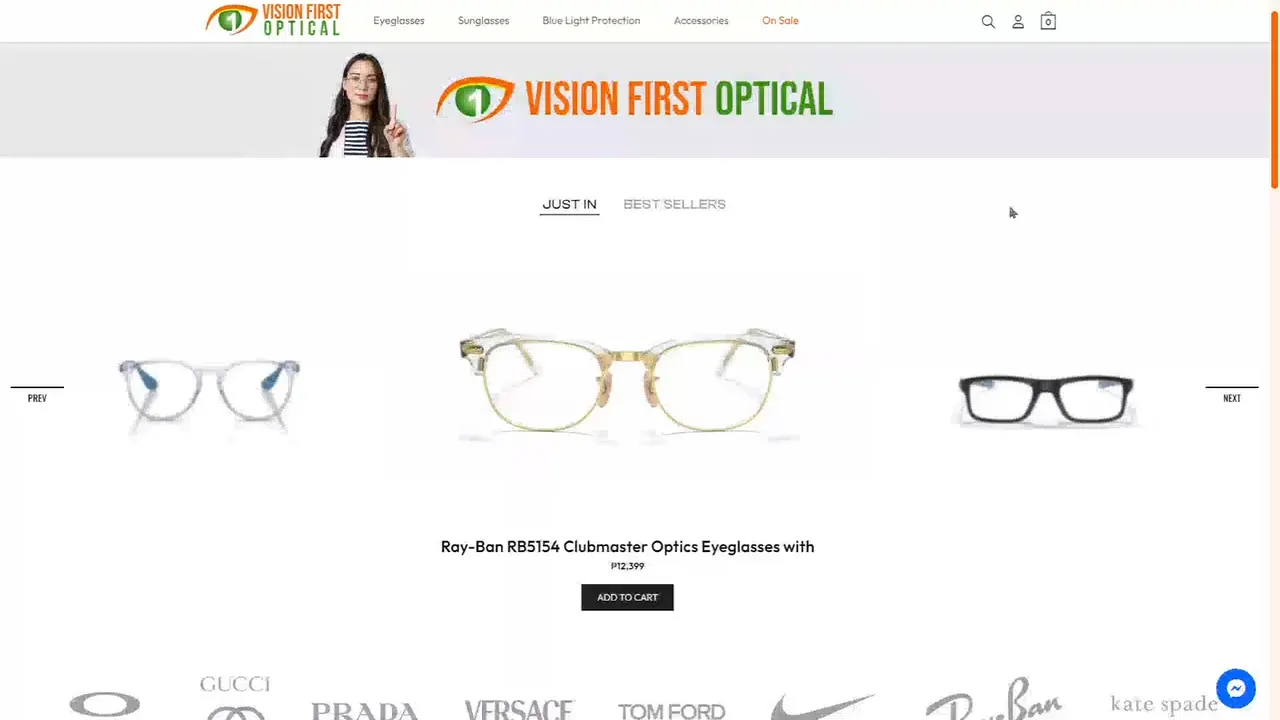 1 VISION FIRST
OPTICAL
Eyeglasses
Sunglasses
Blue Light Protection
Accessories
On Sale
0
1 VISION FIRST OPTICAL
JUST IN
BEST SELLERS
PREV
NEXT
Ray-Ban RB5154 Clubmaster Optics Eyeglasses with
₱12,399
ADD TO CART
GUCCI
PRADA
VERSACE
TOM FORD
Ray-Ban
kate spade